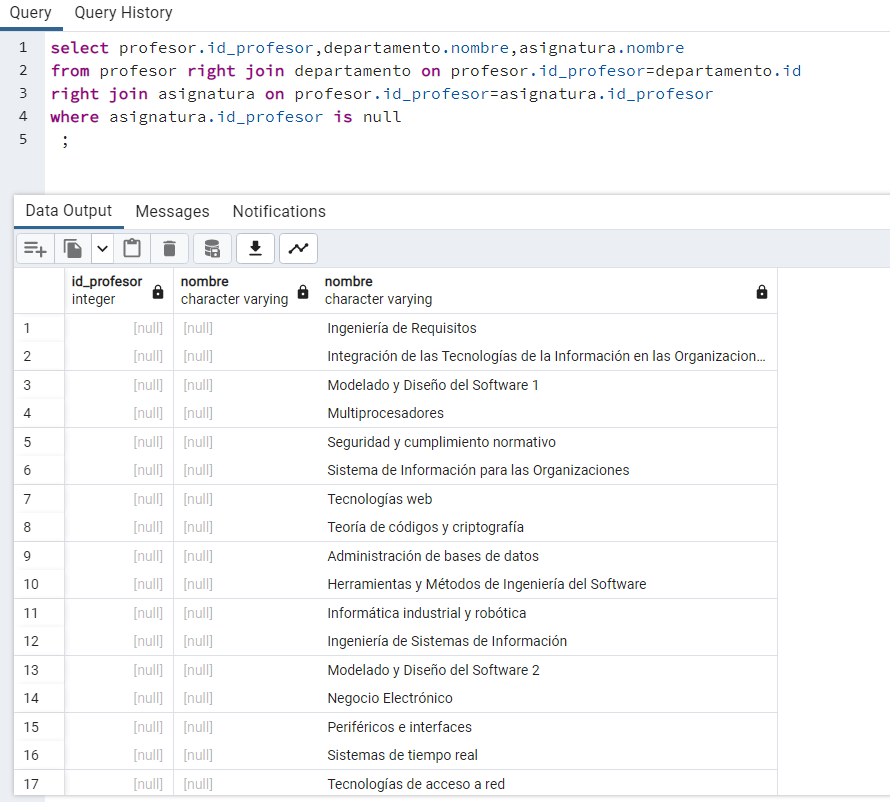 Query Query History
1 select profesor.id_profesor,departamento.nombre,asignatura.nombre
2 from profesor right join departamento on profesor.id_profesor=departamento.id
3 right join asignatura on profesor.id_profesor=asignatura.id_profesor
4 where asignatura.id_profesor is null
5 ;
Data Output Messages Notifications
id_profesor nombre nombre
integer character varying character varying
1 [null] [null] Ingeniería de Requisitos
2 [null] [null] Integración de las Tecnologías de la Información en las Organizacion...
3 [null] [null] Modelado y Diseño del Software 1
4 [null] [null] Multiprocesadores
5 [null] [null] Seguridad y cumplimiento normativo
6 [null] [null] Sistema de Información para las Organizaciones
7 [null] [null] Tecnologías web
8 [null] [null] Teoría de códigos y criptografía
9 [null] [null] Administración de bases de datos
10 [null] [null] Herramientas y Métodos de Ingeniería del Software
11 [null] [null] Informática industrial y robótica
12 [null] [null] Ingeniería de Sistemas de Información
13 [null] [null] Modelado y Diseño del Software 2
14 [null] [null] Negocio Electrónico
15 [null] [null] Periféricos e interfaces
16 [null] [null] Sistemas de tiempo real
17 [null] [null] Tecnologías de acceso a red